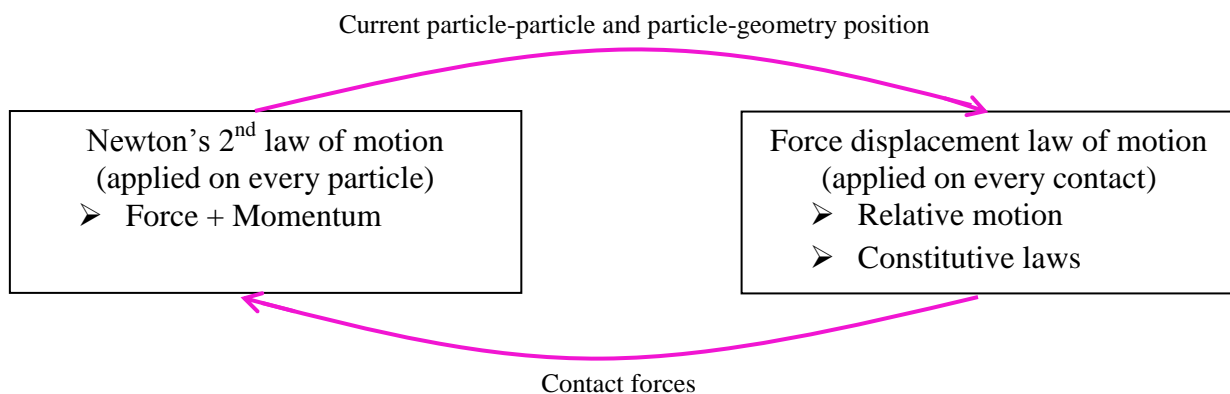 Current particle-particle and particle-geometry position
Newton’s 2nd law of motion
(applied on every particle)
➢ Force + Momentum
Force displacement law of motion
(applied on every contact)
➢ Relative motion
➢ Constitutive laws
Contact forces